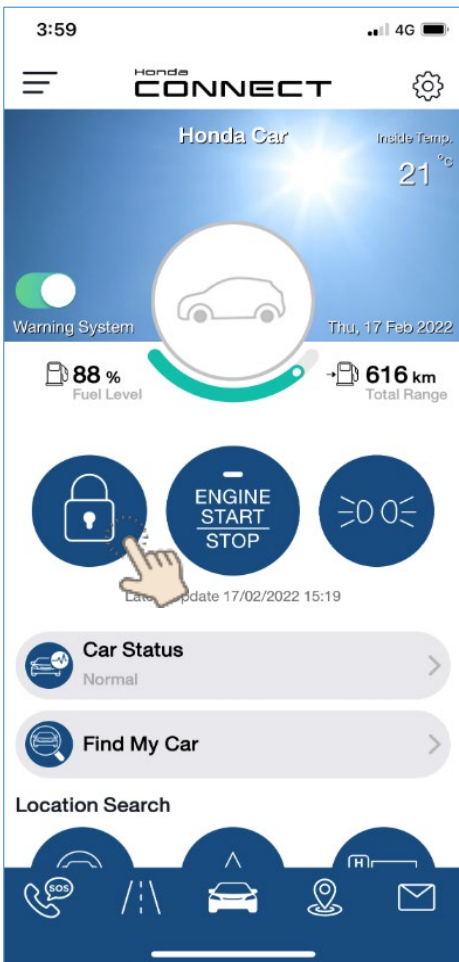 3:59
4G
Honda
CONNECT
Honda Car
Inside Temp.
21 °C
Warning System
Thu, 17 Feb 2022
88 %
Fuel Level
616 km
Total Range
ENGINE
START
STOP
update 17/02/2022 15:19
Car Status
Normal
Find My Car
Location Search
H
SOS